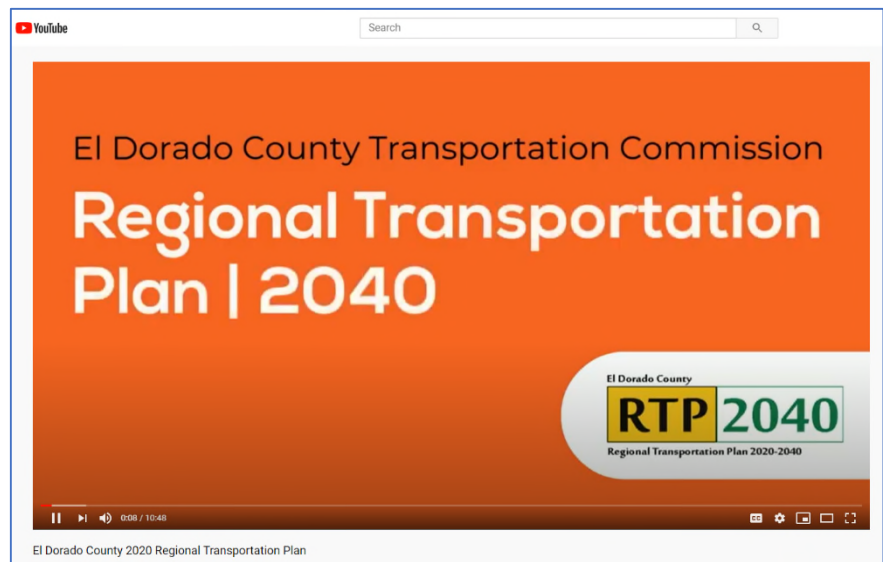 YouTube
Search
El Dorado County Transportation Commission
Regional Transportation
Plan | 2040
El Dorado County
RTP 2040
Regional Transportation Plan 2020-2040
0:08 / 10:48
CC
El Dorado County 2020 Regional Transportation Plan